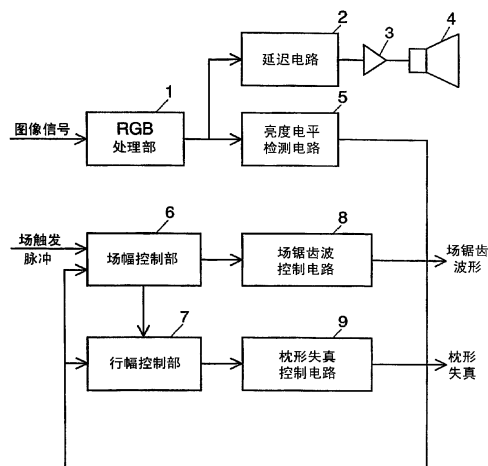 2
3
4
延迟电路
1
5
图像信号
RGB
处理部
亮度电平
检测电路
6
8
场触发
脉冲
场幅控制部
场锯齿波
控制电路
场锯齿
波形
7
9
行幅控制部
枕形失真
控制电路
枕形
失真